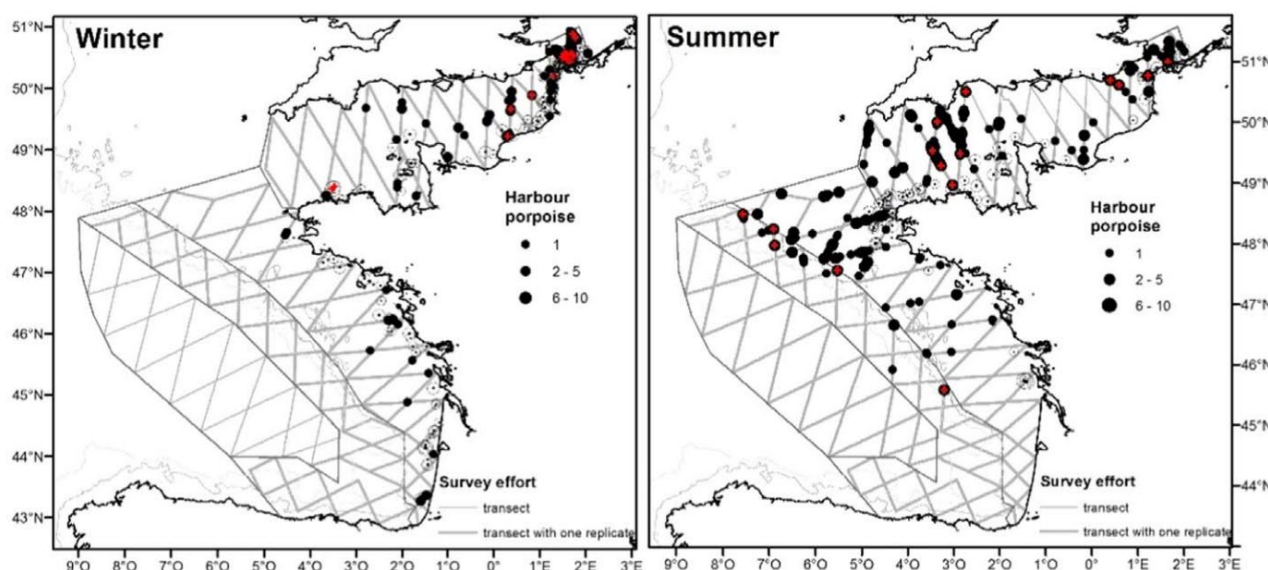 Winter
51°N
50°N
49°N
48°N
47°N
46°N
45°N
44°N
43°N
Harbour
porpoise
1
2 - 5
6 - 10
Survey effort
transect
transect with one replicate
9°O 8°O 7°O 6°O 5°O 4°O 3°O 2°O 1°O 0° 1°E 2°E 3°E
Summer
51°N
50°N
49°N
48°N
47°N
46°N
45°N
44°N
Harbour
porpoise
1
2 - 5
6 - 10
Survey effort
transect
transect with one replicate
9°O 8°O 7°O 6°O 5°O 4°O 3°O 2°O 1°O 0° 1°E 2°E 3°E